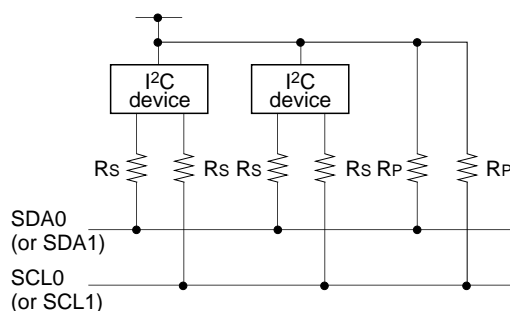 I²C device
I²C device
RS RS RS RS RP RP
SDA0
(or SDA1)
SCL0
(or SCL1)